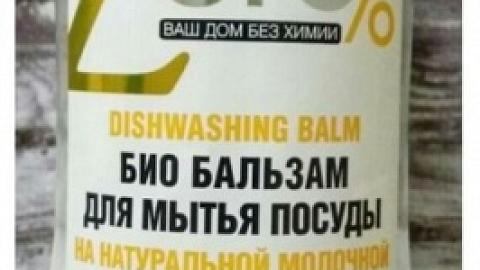 %
ВАШ ДОМ БЕЗ ХИМИИ
DISHWASHING BALM
БИО БАЛЬЗАМ
ДЛЯ МЫТЬЯ ПОСУДЫ
НА НАТУРАЛЬНОЙ МОЛОЧНОЙ